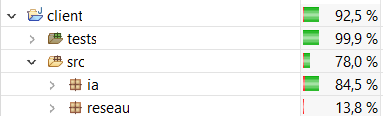 client 92,5 %
tests 99,9 %
src 78,0 %
ia 84,5 %
reseau 13,8 %